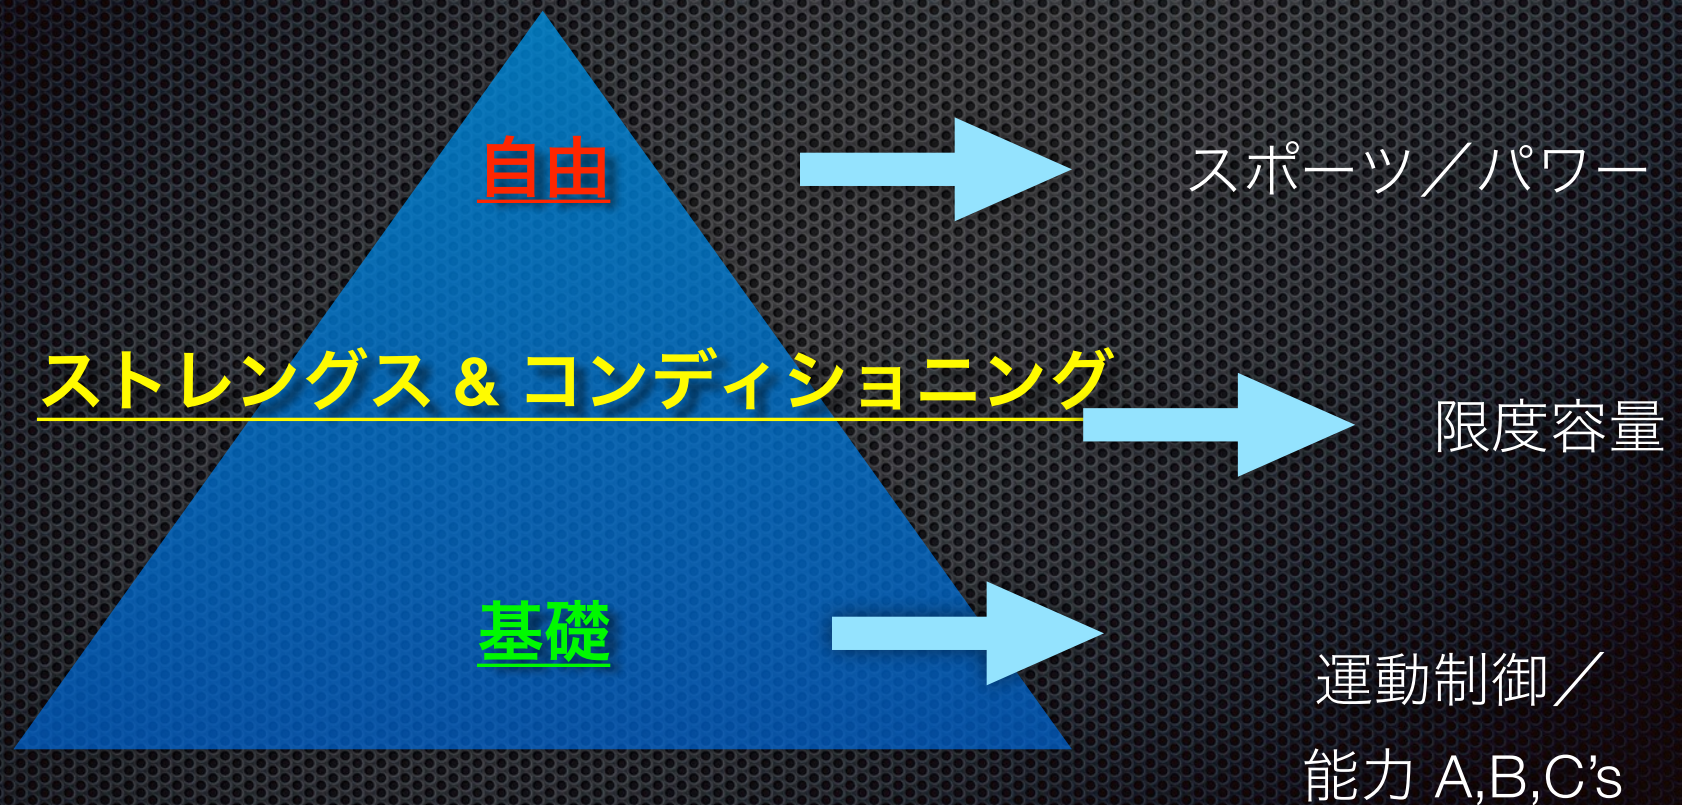 自由
スポーツ／パワー
ストレングス & コンディショニング
限度容量
基礎
運動制御／
能力 A,B,C’s